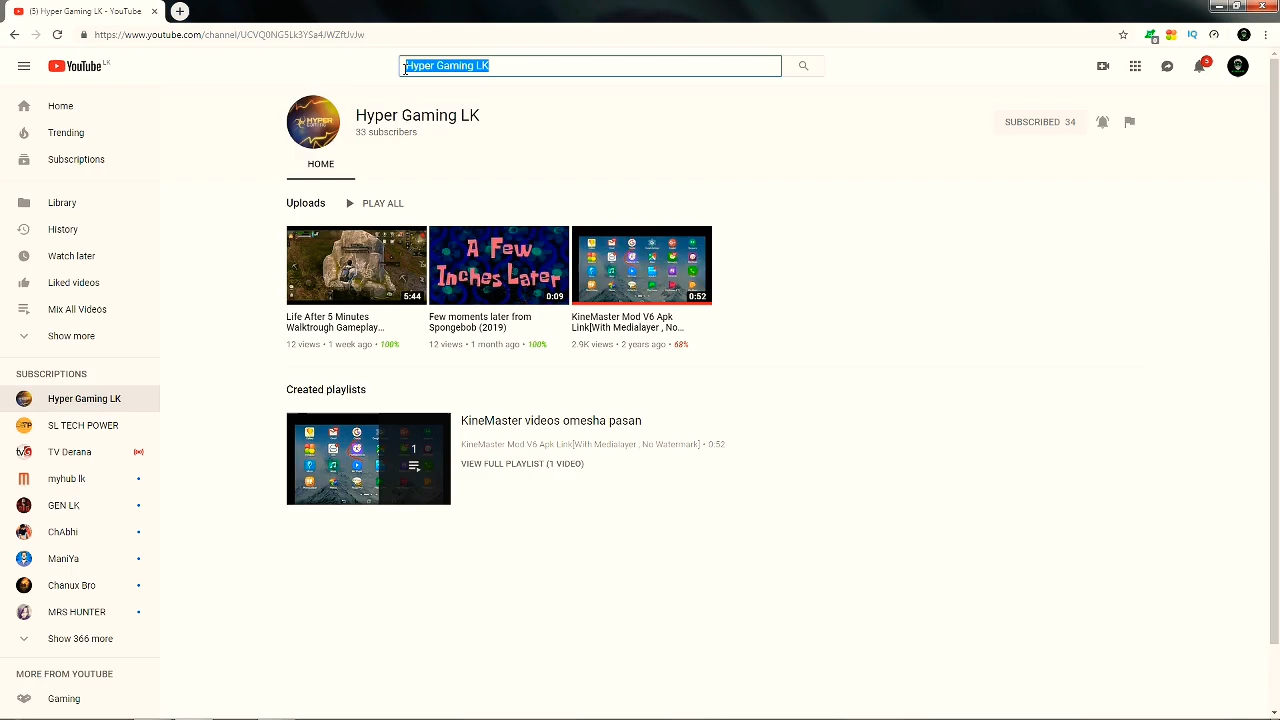 (5) Hyper Gaming LK - YouTube
https://www.youtube.com/channel/UCVQ0NG5Lk3YSa4JWZftJvJw
YouTube LK
Hyper Gaming LK
5
Home
Trending
Subscriptions
Library
History
Watch later
Liked videos
Mix All Videos
Show more
SUBSCRIPTIONS
Hyper Gaming LK
SL TECH POWER
TV Derana
myhub lk
GEN LK
ChAbhi
ManiYa
Chanux Bro
MRS HUNTER
Show 366 more
MORE FROM YOUTUBE
Gaming
HYPER
Hyper Gaming LK
33 subscribers
SUBSCRIBED 34
HOME
Uploads PLAY ALL
5:44
A Few
Inches Later
0:09
0:52
Life After 5 Minutes
Walktrough Gameplay...
12 views • 1 week ago • 100%
Few moments later from
Spongebob (2019)
12 views • 1 month ago • 100%
KineMaster Mod V6 Apk
Link[With Medialayer , No...
2.9K views • 2 years ago • 68%
Created playlists
1
KineMaster videos omesha pasan
KineMaster Mod V6 Apk Link[With Medialayer , No Watermark] • 0:52
VIEW FULL PLAYLIST (1 VIDEO)